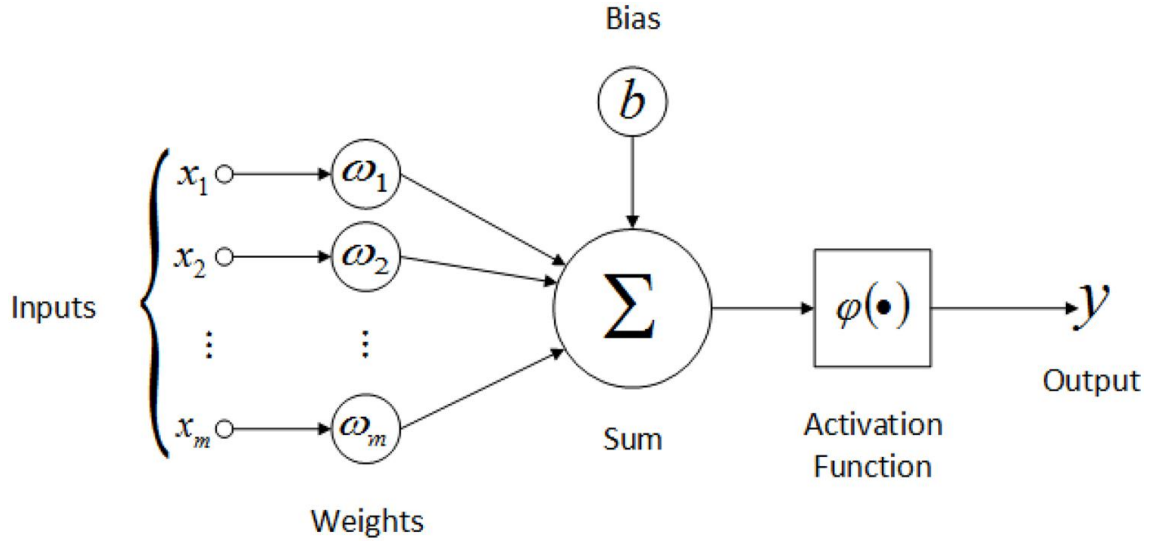 Bias
b
x₁
ω₁
x₂
ω₂
Inputs
⋮
⋮
Σ
φ(•)
y
Output
xₘ
ωₘ
Sum
Activation
Function
Weights